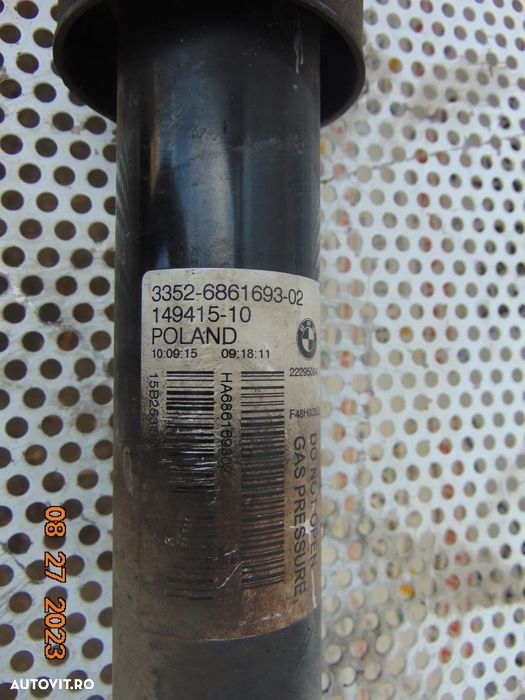 3352-6861693-02
149415-10
POLAND
10:09:15 09:18:11
BMW
DO NOT OPEN
GAS PRESSURE
08 27 2023
AUTOVIT.RO